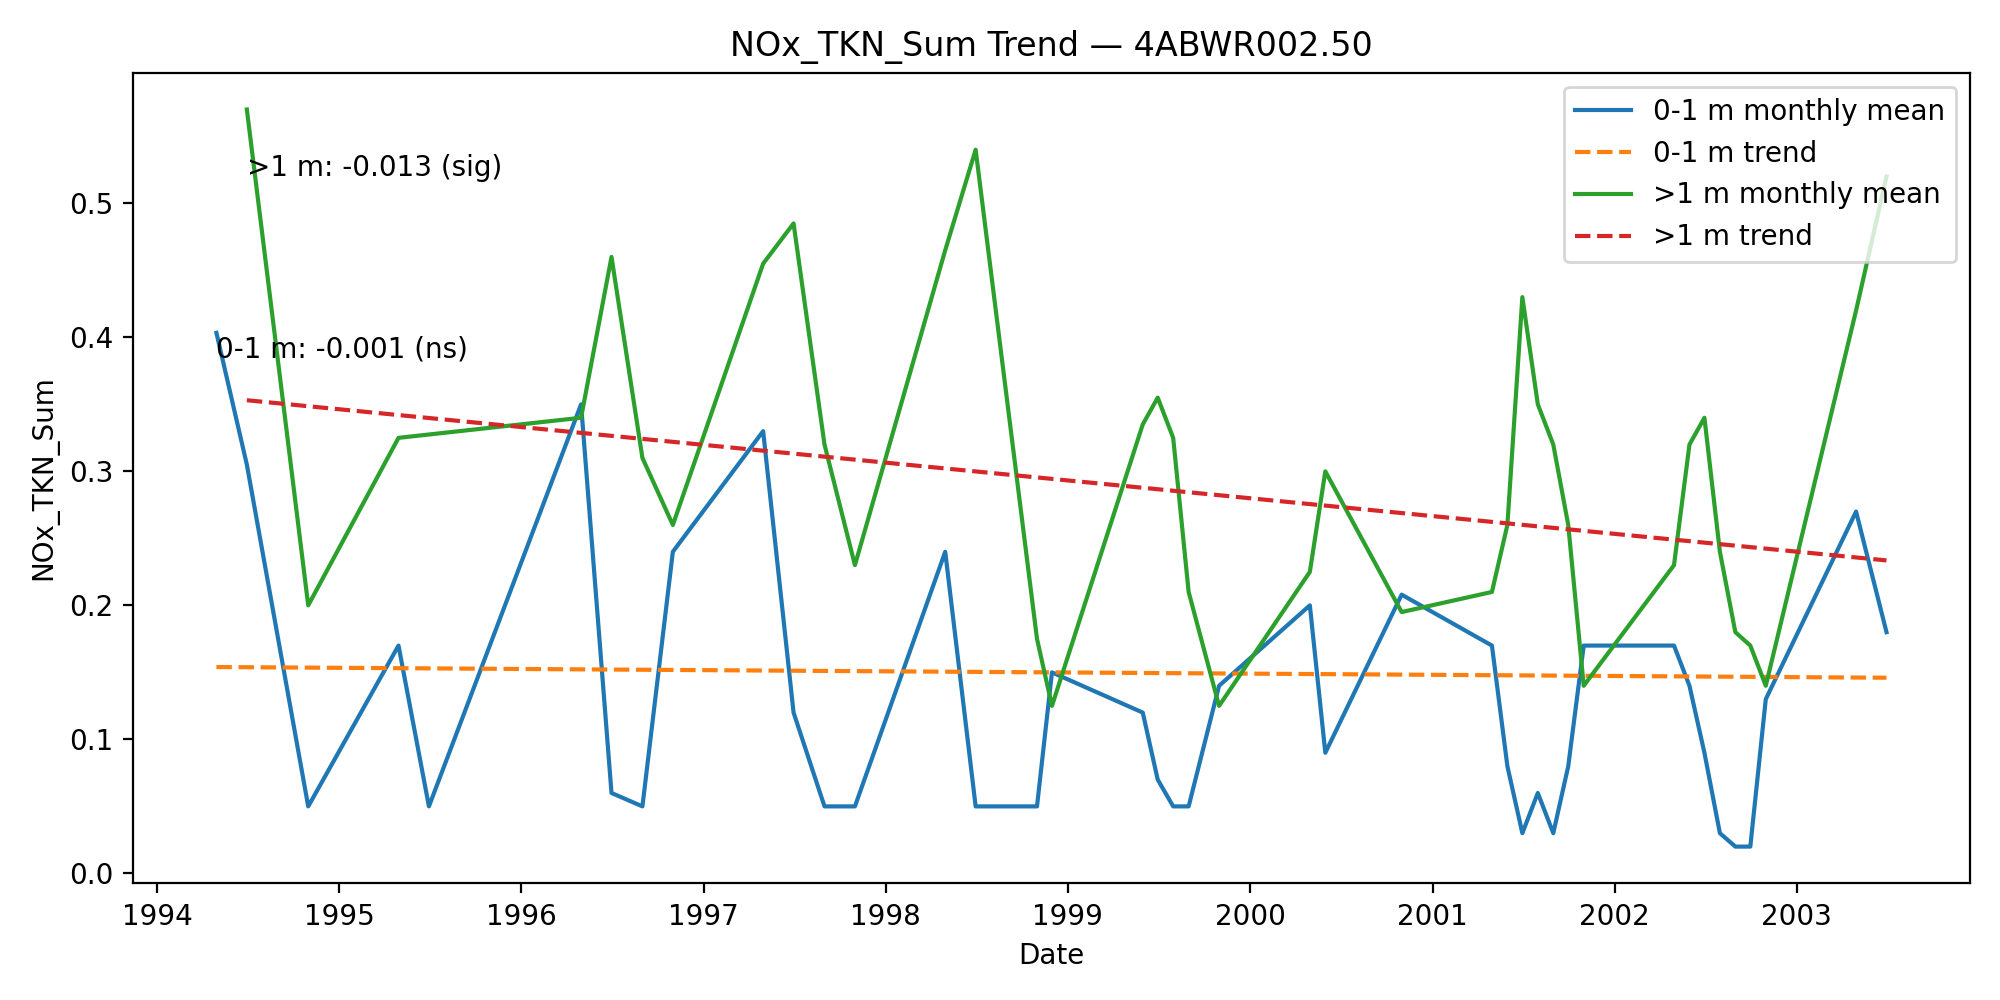 NOx_TKN_Sum Trend — 4ABWR002.50
0-1 m monthly mean
0-1 m trend
>1 m monthly mean
>1 m trend
>1 m: -0.013 (sig)
0-1 m: -0.001 (ns)
NOx_TKN_Sum
0.5
0.4
0.3
0.2
0.1
0.0
1994 1995 1996 1997 1998 1999 2000 2001 2002 2003
Date